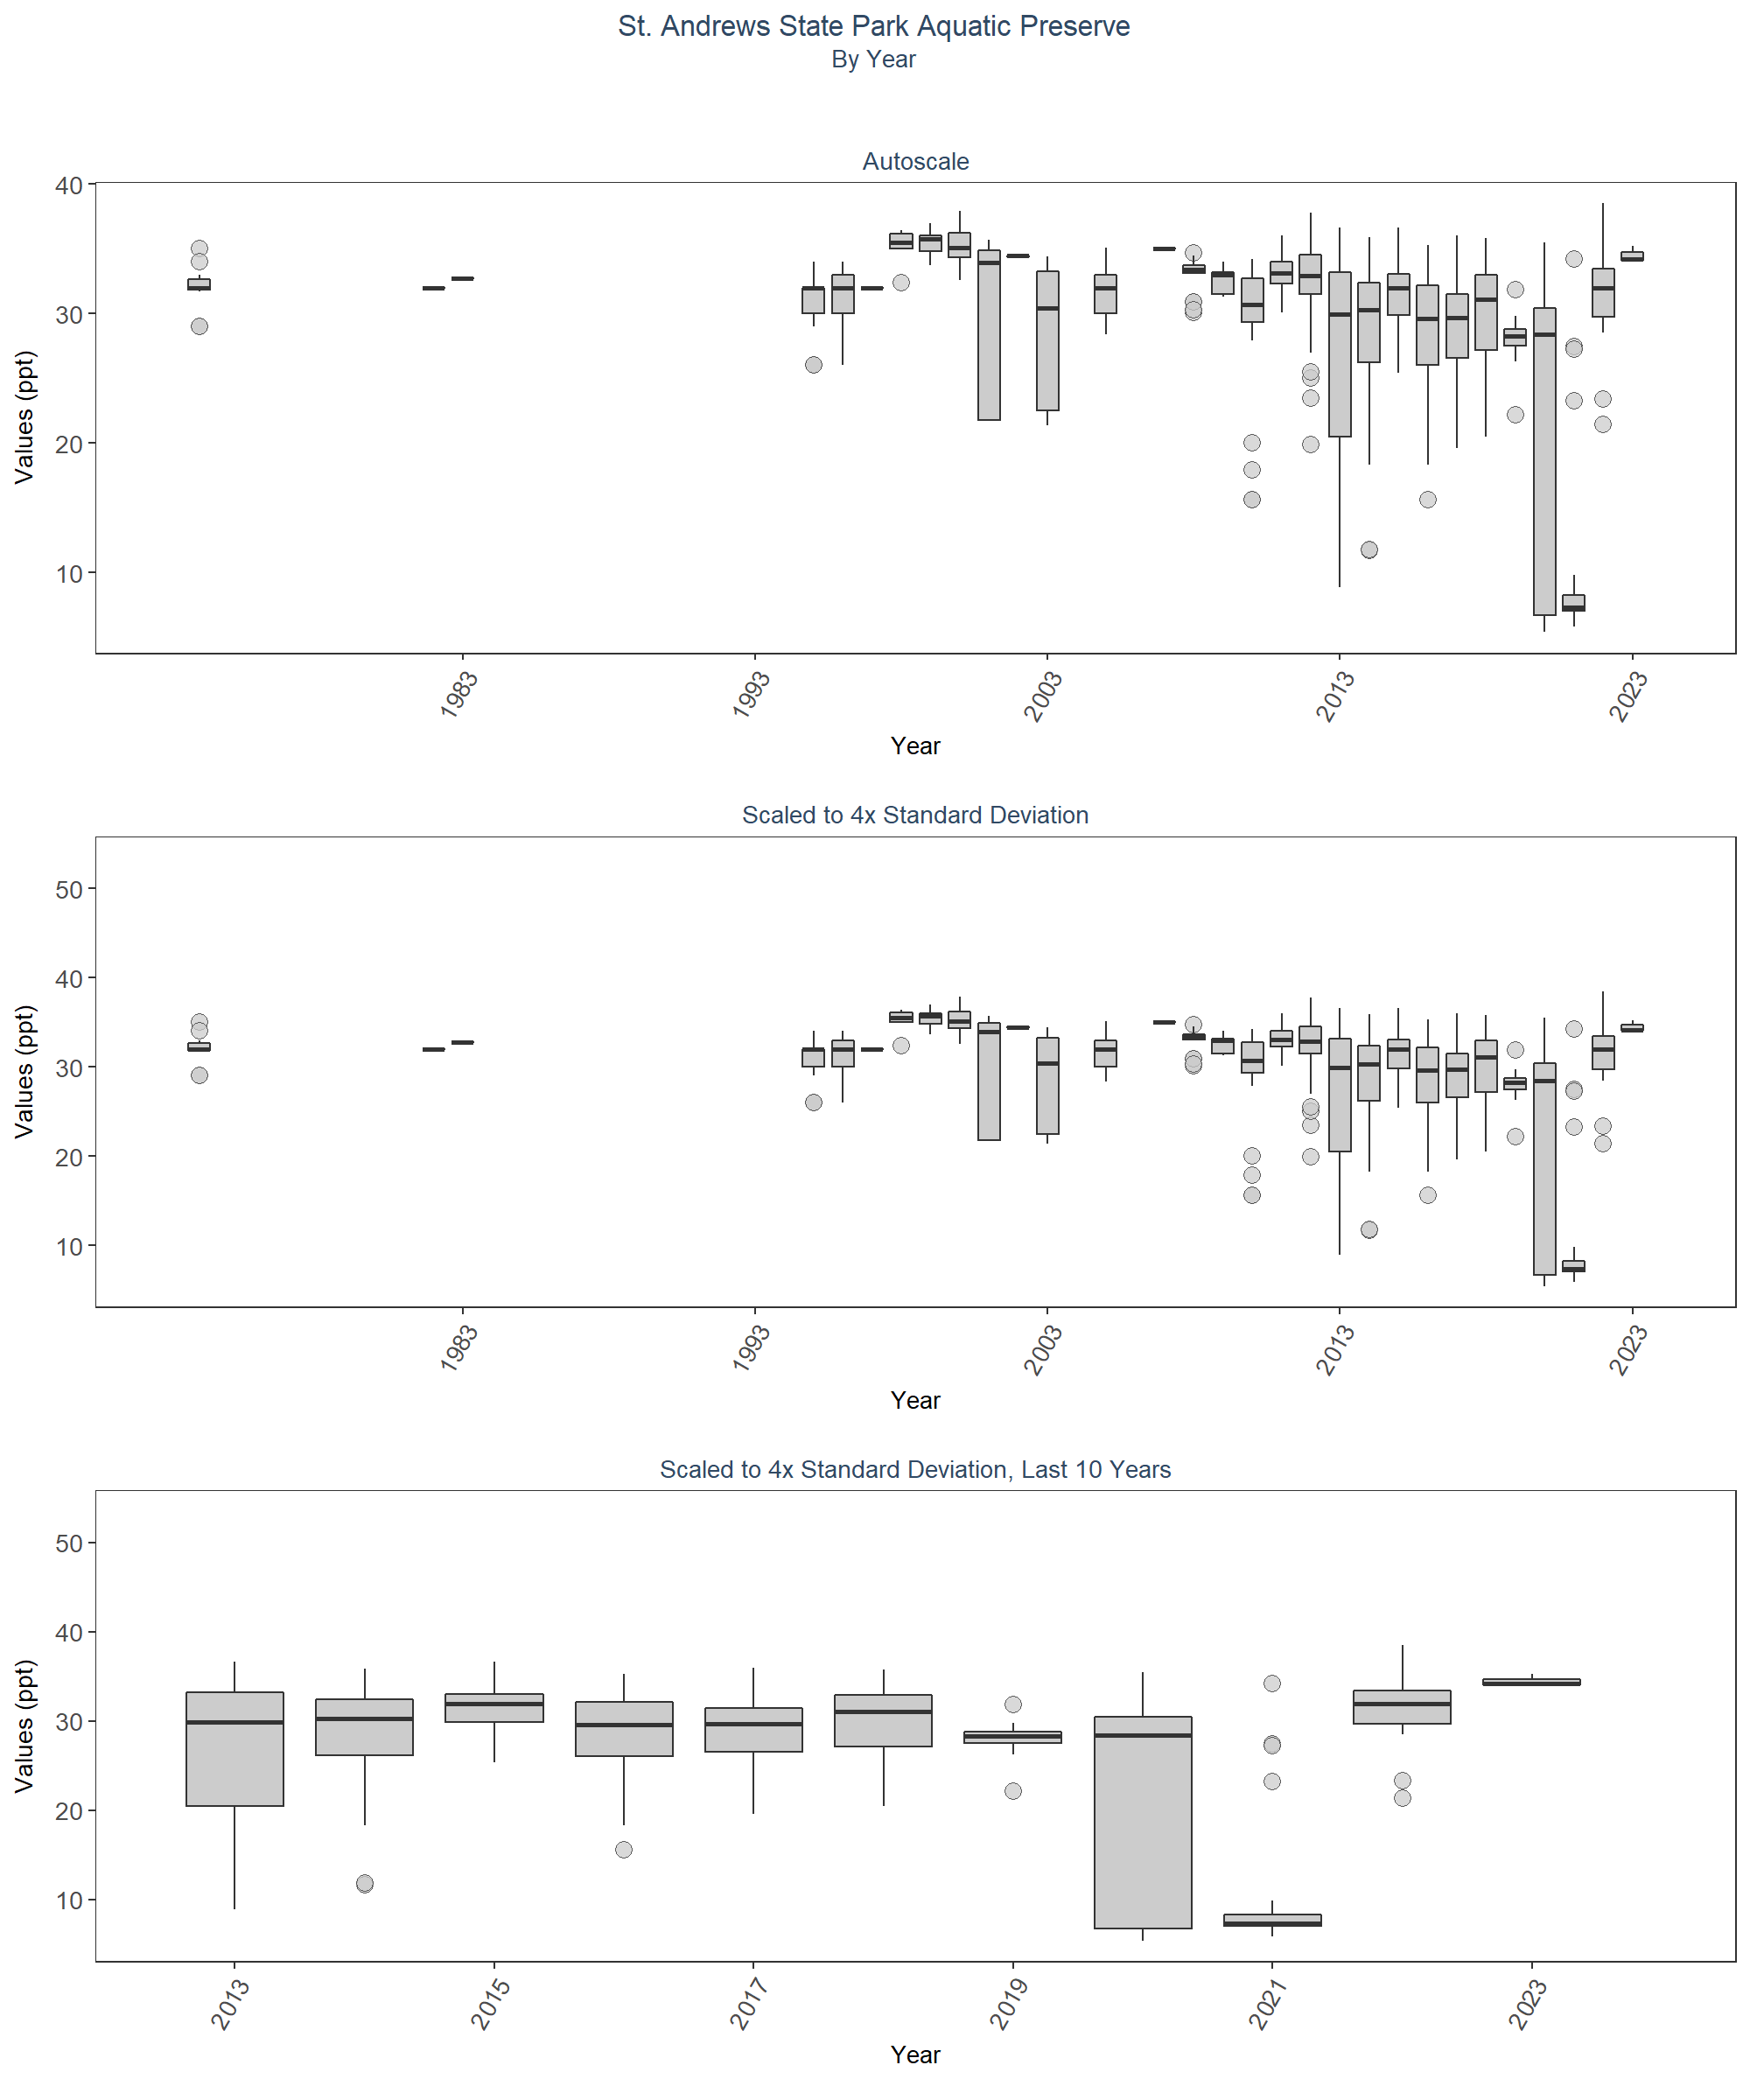 St. Andrews State Park Aquatic Preserve
By Year
Autoscale
Values (ppt)
40
30
20
10
1983
1993
2003
2013
2023
Year
Scaled to 4x Standard Deviation
Values (ppt)
50
40
30
20
10
1983
1993
2003
2013
2023
Year
Scaled to 4x Standard Deviation, Last 10 Years
Values (ppt)
50
40
30
20
10
2013
2015
2017
2019
2021
2023
Year